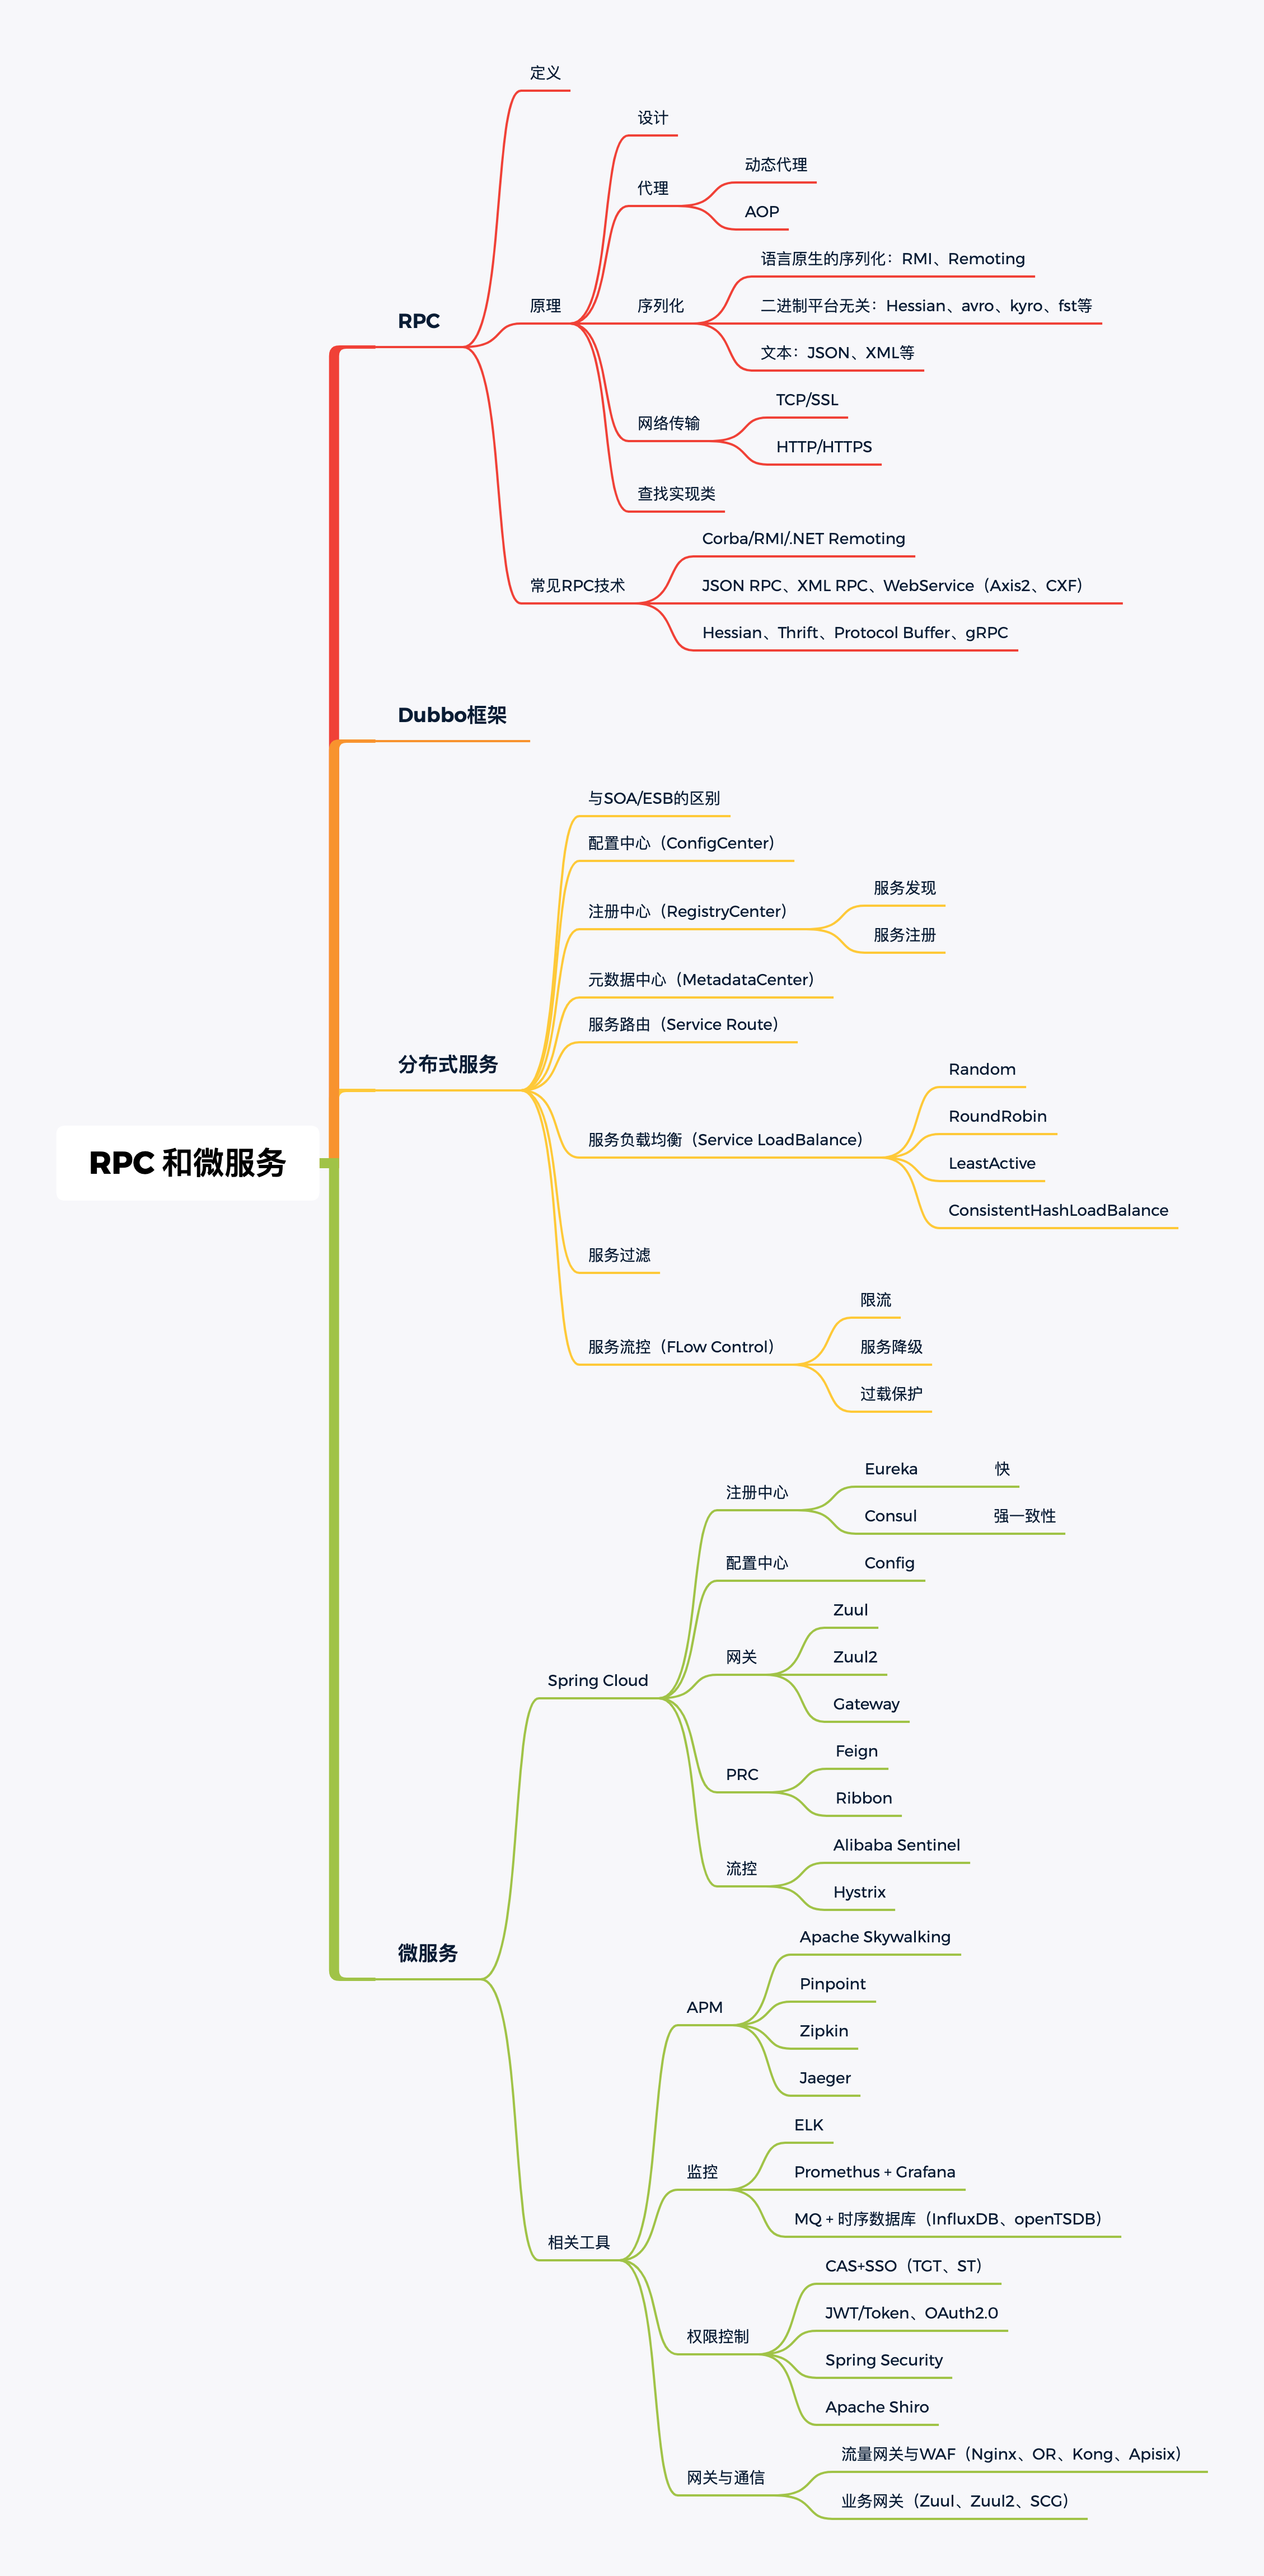 定义
设计
动态代理
代理
AOP
语言原生的序列化：RMI、Remoting
RPC
原理
序列化
二进制平台无关：Hessian、avro、kyro、fst等
文本：JSON、XML等
TCP/SSL
网络传输
HTTP/HTTPS
查找实现类
Corba/RMI/.NET Remoting
常见RPC技术
JSON RPC、XML RPC、WebService（Axis2、CXF）
Hessian、Thrift、Protocol Buffer、gRPC
Dubbo框架
与SOA/ESB的区别
配置中心（ConfigCenter）
服务发现
注册中心（RegistryCenter）
服务注册
元数据中心（MetadataCenter）
服务路由（Service Route）
分布式服务
Random
RoundRobin
服务负载均衡（Service LoadBalance）
LeastActive
RPC 和微服务
ConsistentHashLoadBalance
服务过滤
限流
服务流控（FLow Control）
服务降级
过载保护
Eureka 快
注册中心
Consul 强一致性
配置中心 Config
Zuul
网关
Zuul2
Spring Cloud
Gateway
Feign
PRC
Ribbon
Alibaba Sentinel
流控
Hystrix
Apache Skywalking
微服务
Pinpoint
APM
Zipkin
Jaeger
ELK
监控
Promethus + Grafana
MQ + 时序数据库（InfluxDB、openTSDB）
相关工具
CAS+SSO（TGT、ST）
JWT/Token、OAuth2.0
权限控制
Spring Security
Apache Shiro
流量网关与WAF（Nginx、OR、Kong、Apisix）
网关与通信
业务网关（Zuul、Zuul2、SCG）